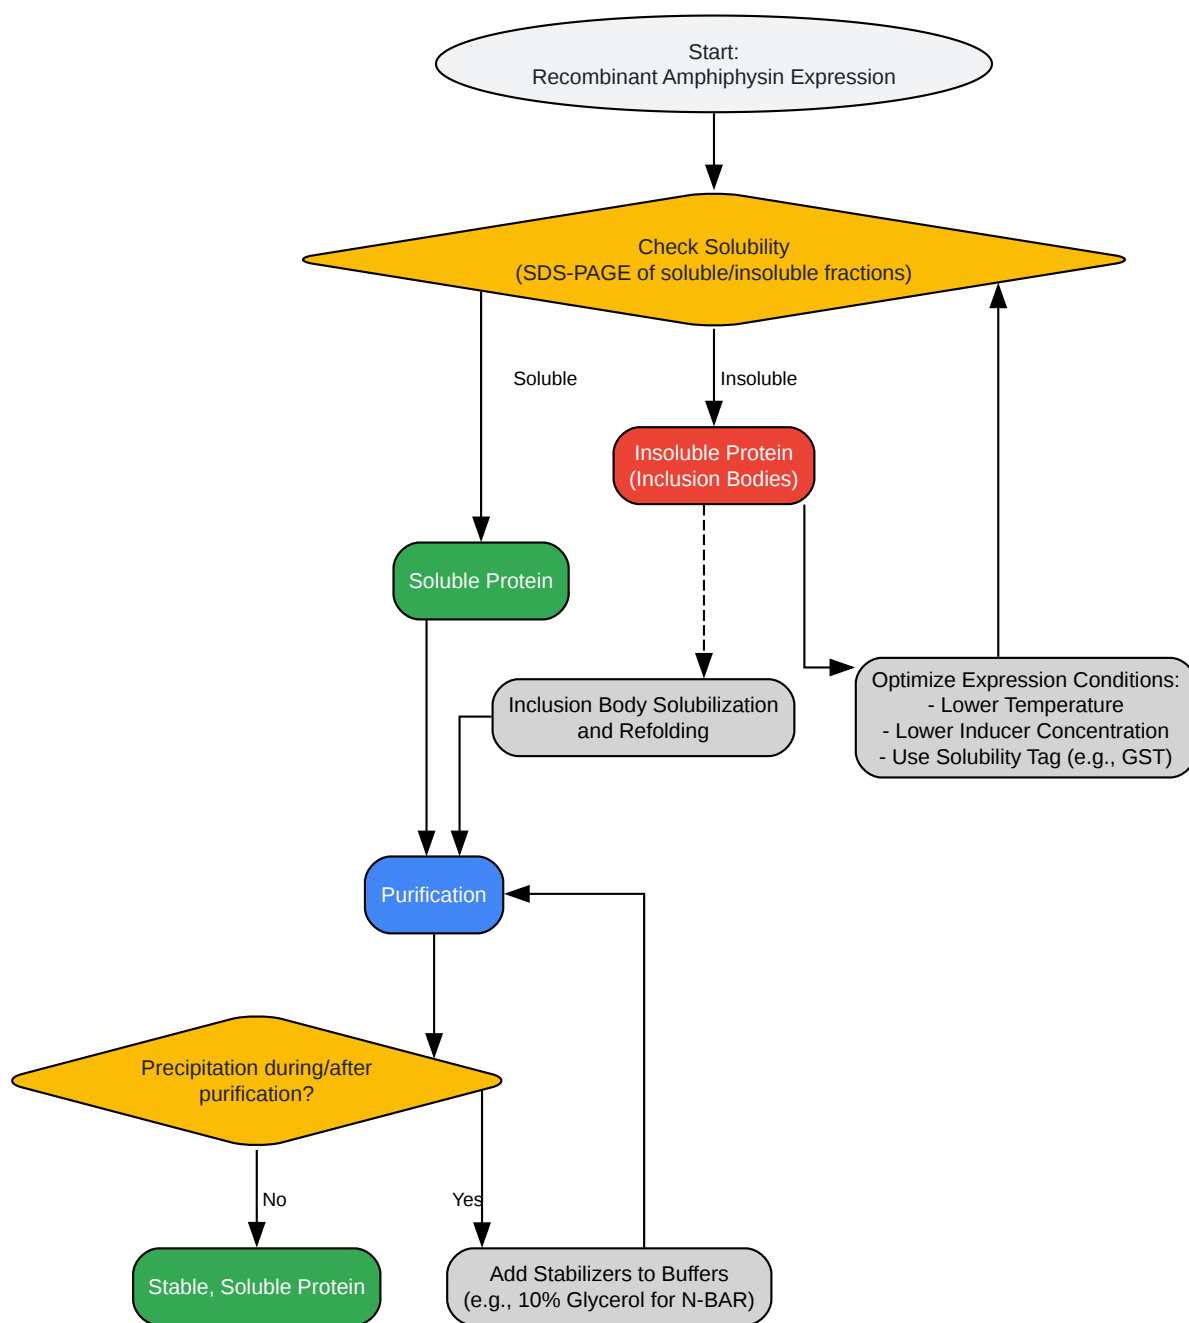 Start:
Recombinant Amphiphysin Expression
Check Solubility
(SDS-PAGE of soluble/insoluble fractions)
Soluble
Insoluble
Insoluble Protein
(Inclusion Bodies)
Soluble Protein
Inclusion Body Solubilization
and Refolding
Optimize Expression Conditions:
- Lower Temperature
- Lower Inducer Concentration
- Use Solubility Tag (e.g., GST)
Purification
Precipitation during/after
purification?
No
Yes
Stable, Soluble Protein
Add Stabilizers to Buffers
(e.g., 10% Glycerol for N-BAR)